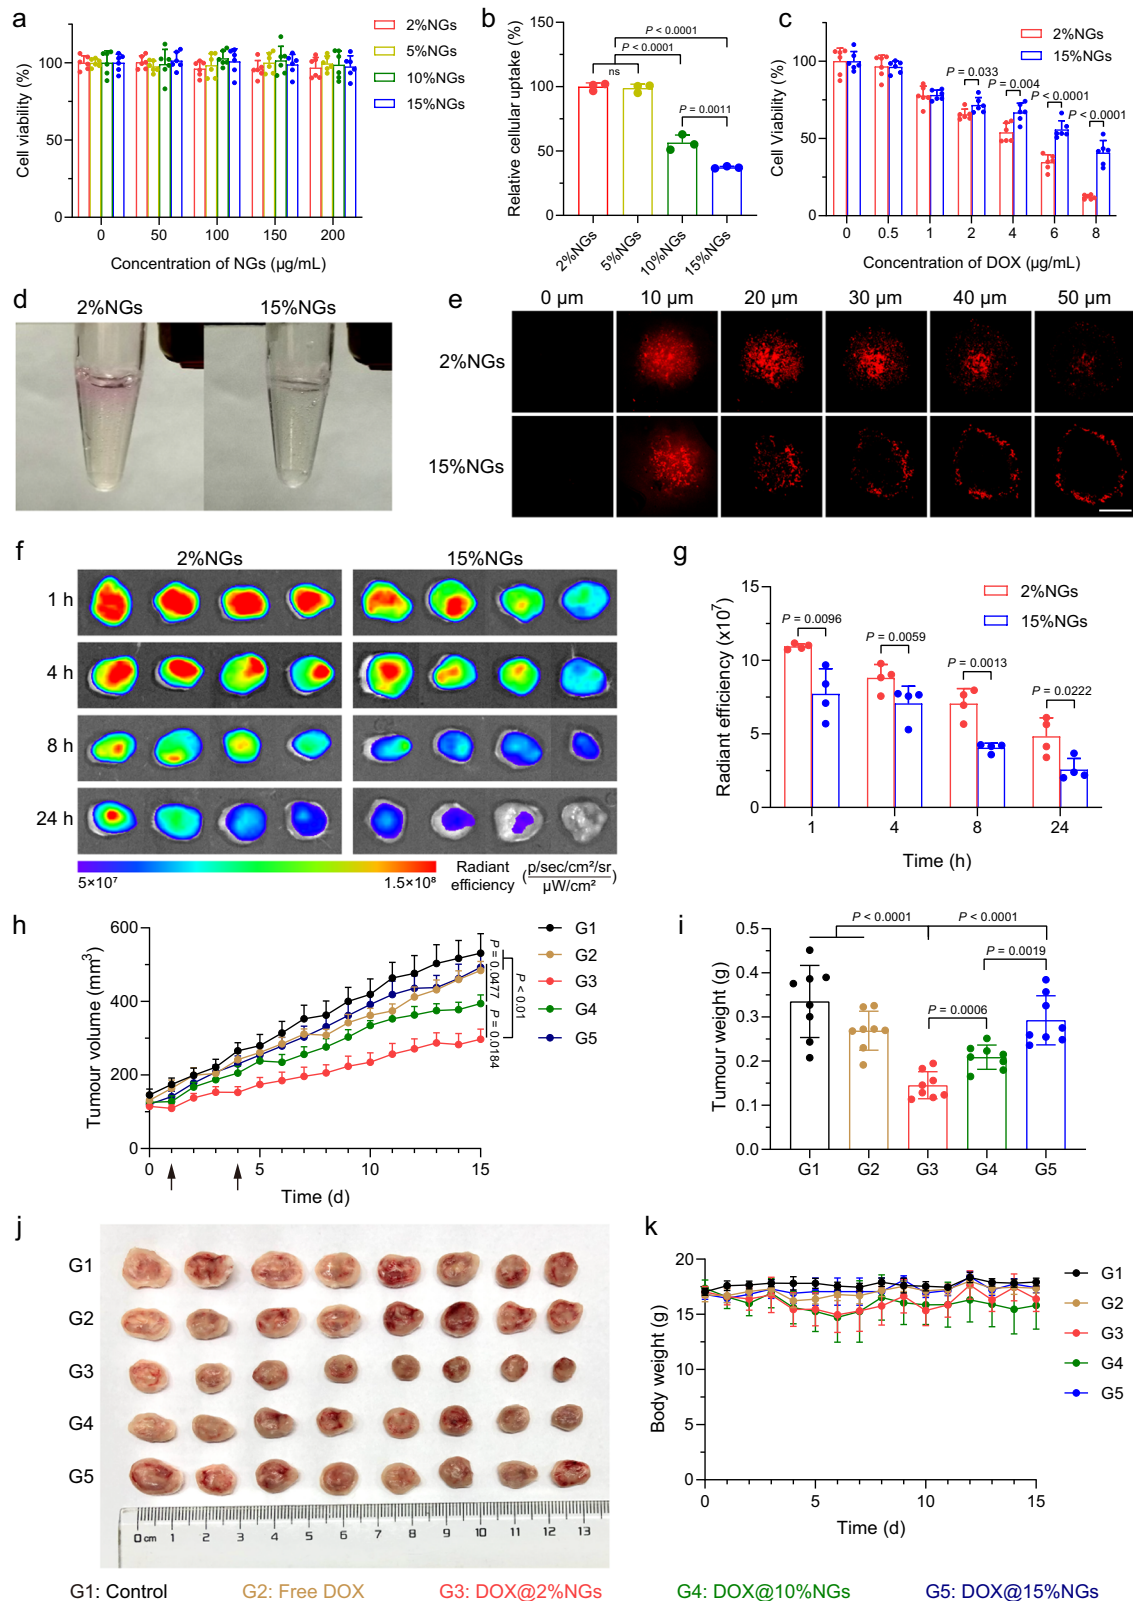 a
Cell viability (%)
100
50
0
0 50 100 150 200
Concentration of NGs (µg/mL)
2%NGs
5%NGs
10%NGs
15%NGs
b
Relative cellular uptake (%)
150
100
50
0
P < 0.0001
P < 0.0001
ns
P = 0.0011
2%NGs 5%NGs 10%NGs 15%NGs
c
Cell Viability (%)
100
50
0
2%NGs
15%NGs
P = 0.033
P = 0.004
P < 0.0001
P < 0.0001
0 0.5 1 2 4 6 8
Concentration of DOX (µg/mL)
d
2%NGs 15%NGs
e
0 µm 10 µm 20 µm 30 µm 40 µm 50 µm
2%NGs
15%NGs
f
2%NGs 15%NGs
1 h
4 h
8 h
24 h
5×10⁷ 1.5×10⁸
Radiant efficiency (p/sec/cm²/sr / µW/cm²)
g
Radiant efficiency (x10⁷)
15
10
5
0
2%NGs
15%NGs
P = 0.0096
P = 0.0059
P = 0.0013
P = 0.0222
1 4 8 24
Time (h)
h
Tumour volume (mm³)
600
400
200
0
0 5 10 15
Time (d)
P = 0.0477
P = 0.0184
P < 0.01
G1
G2
G3
G4
G5
i
Tumour weight (g)
0.5
0.4
0.3
0.2
0.1
0.0
P < 0.0001 P < 0.0001
P = 0.0019
P = 0.0006
G1 G2 G3 G4 G5
j
G1
G2
G3
G4
G5
0 cm 1 2 3 4 5 6 7 8 9 10 11 12 13
k
Body weight (g)
20
15
10
5
0
0 5 10 15
Time (d)
G1
G2
G3
G4
G5
G1: Control G2: Free DOX G3: DOX@2%NGs G4: DOX@10%NGs G5: DOX@15%NGs